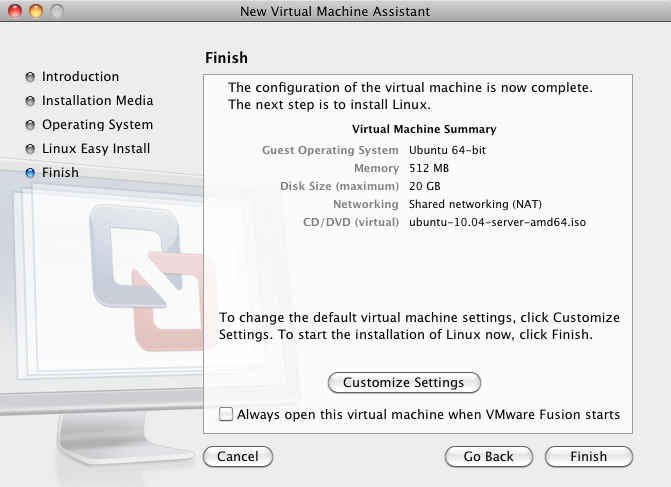 New Virtual Machine Assistant
Finish
Introduction
Installation Media
Operating System
Linux Easy Install
Finish
The configuration of the virtual machine is now complete.
The next step is to install Linux.
Virtual Machine Summary
Guest Operating System Ubuntu 64-bit
Memory 512 MB
Disk Size (maximum) 20 GB
Networking Shared networking (NAT)
CD/DVD (virtual) ubuntu-10.04-server-amd64.iso
To change the default virtual machine settings, click Customize
Settings. To start the installation of Linux now, click Finish.
Customize Settings
Always open this virtual machine when VMware Fusion starts
Cancel Go Back Finish